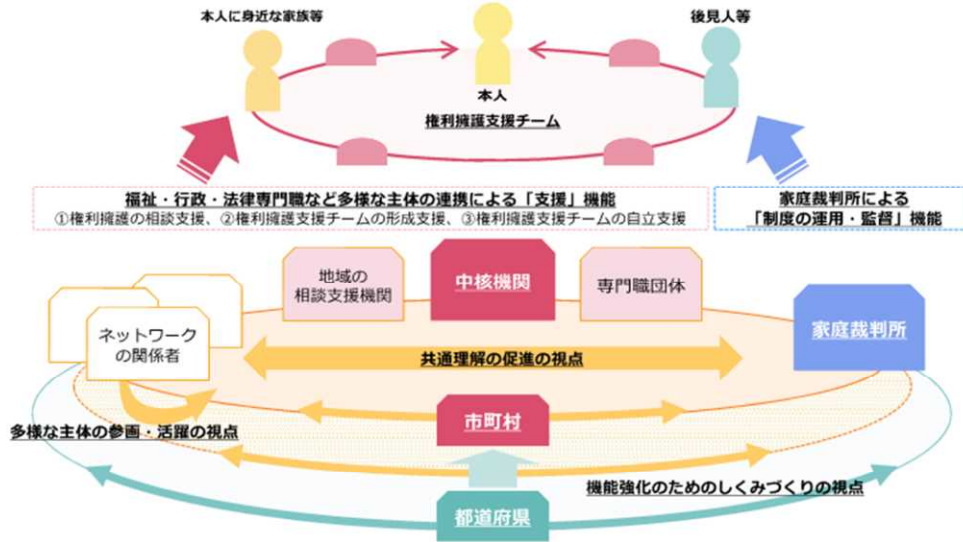 本人に身近な家族等
後見人等
本人
権利擁護支援チーム
福祉・行政・法律専門職など多様な主体の連携による「支援」機能
①権利擁護の相談支援、②権利擁護支援チームの形成支援、③権利擁護支援チームの自立支援
家庭裁判所による
「制度の運用・監督」機能
地域の
相談支援機関
中核機関
専門職団体
ネットワーク
の関係者
家庭裁判所
共通理解の促進の視点
市町村
多様な主体の参画・活躍の視点
機能強化のためのしくみづくりの視点
都道府県